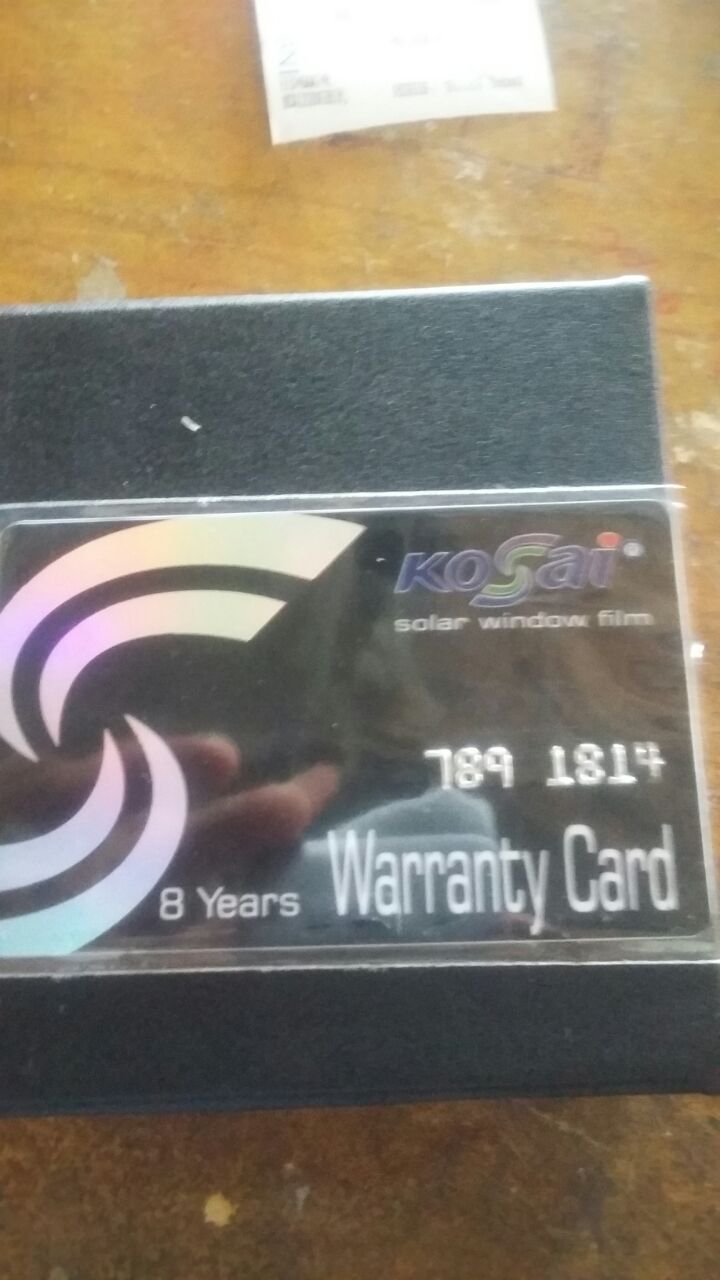 Kosai®
solar window film
789 1814
8 Years Warranty Card